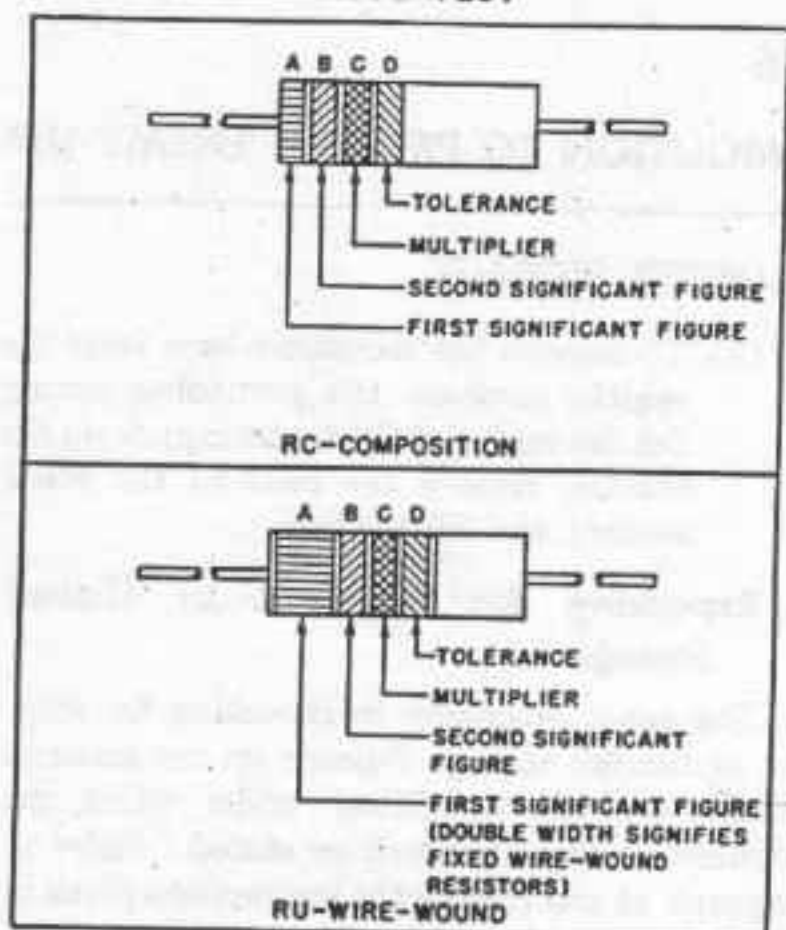 A B C D
TOLERANCE
MULTIPLIER
SECOND SIGNIFICANT FIGURE
FIRST SIGNIFICANT FIGURE
RC-COMPOSITION
A B C D
TOLERANCE
MULTIPLIER
SECOND SIGNIFICANT
FIGURE
FIRST SIGNIFICANT FIGURE
(DOUBLE WIDTH SIGNIFIES
FIXED WIRE-WOUND
RESISTORS)
RU-WIRE-WOUND